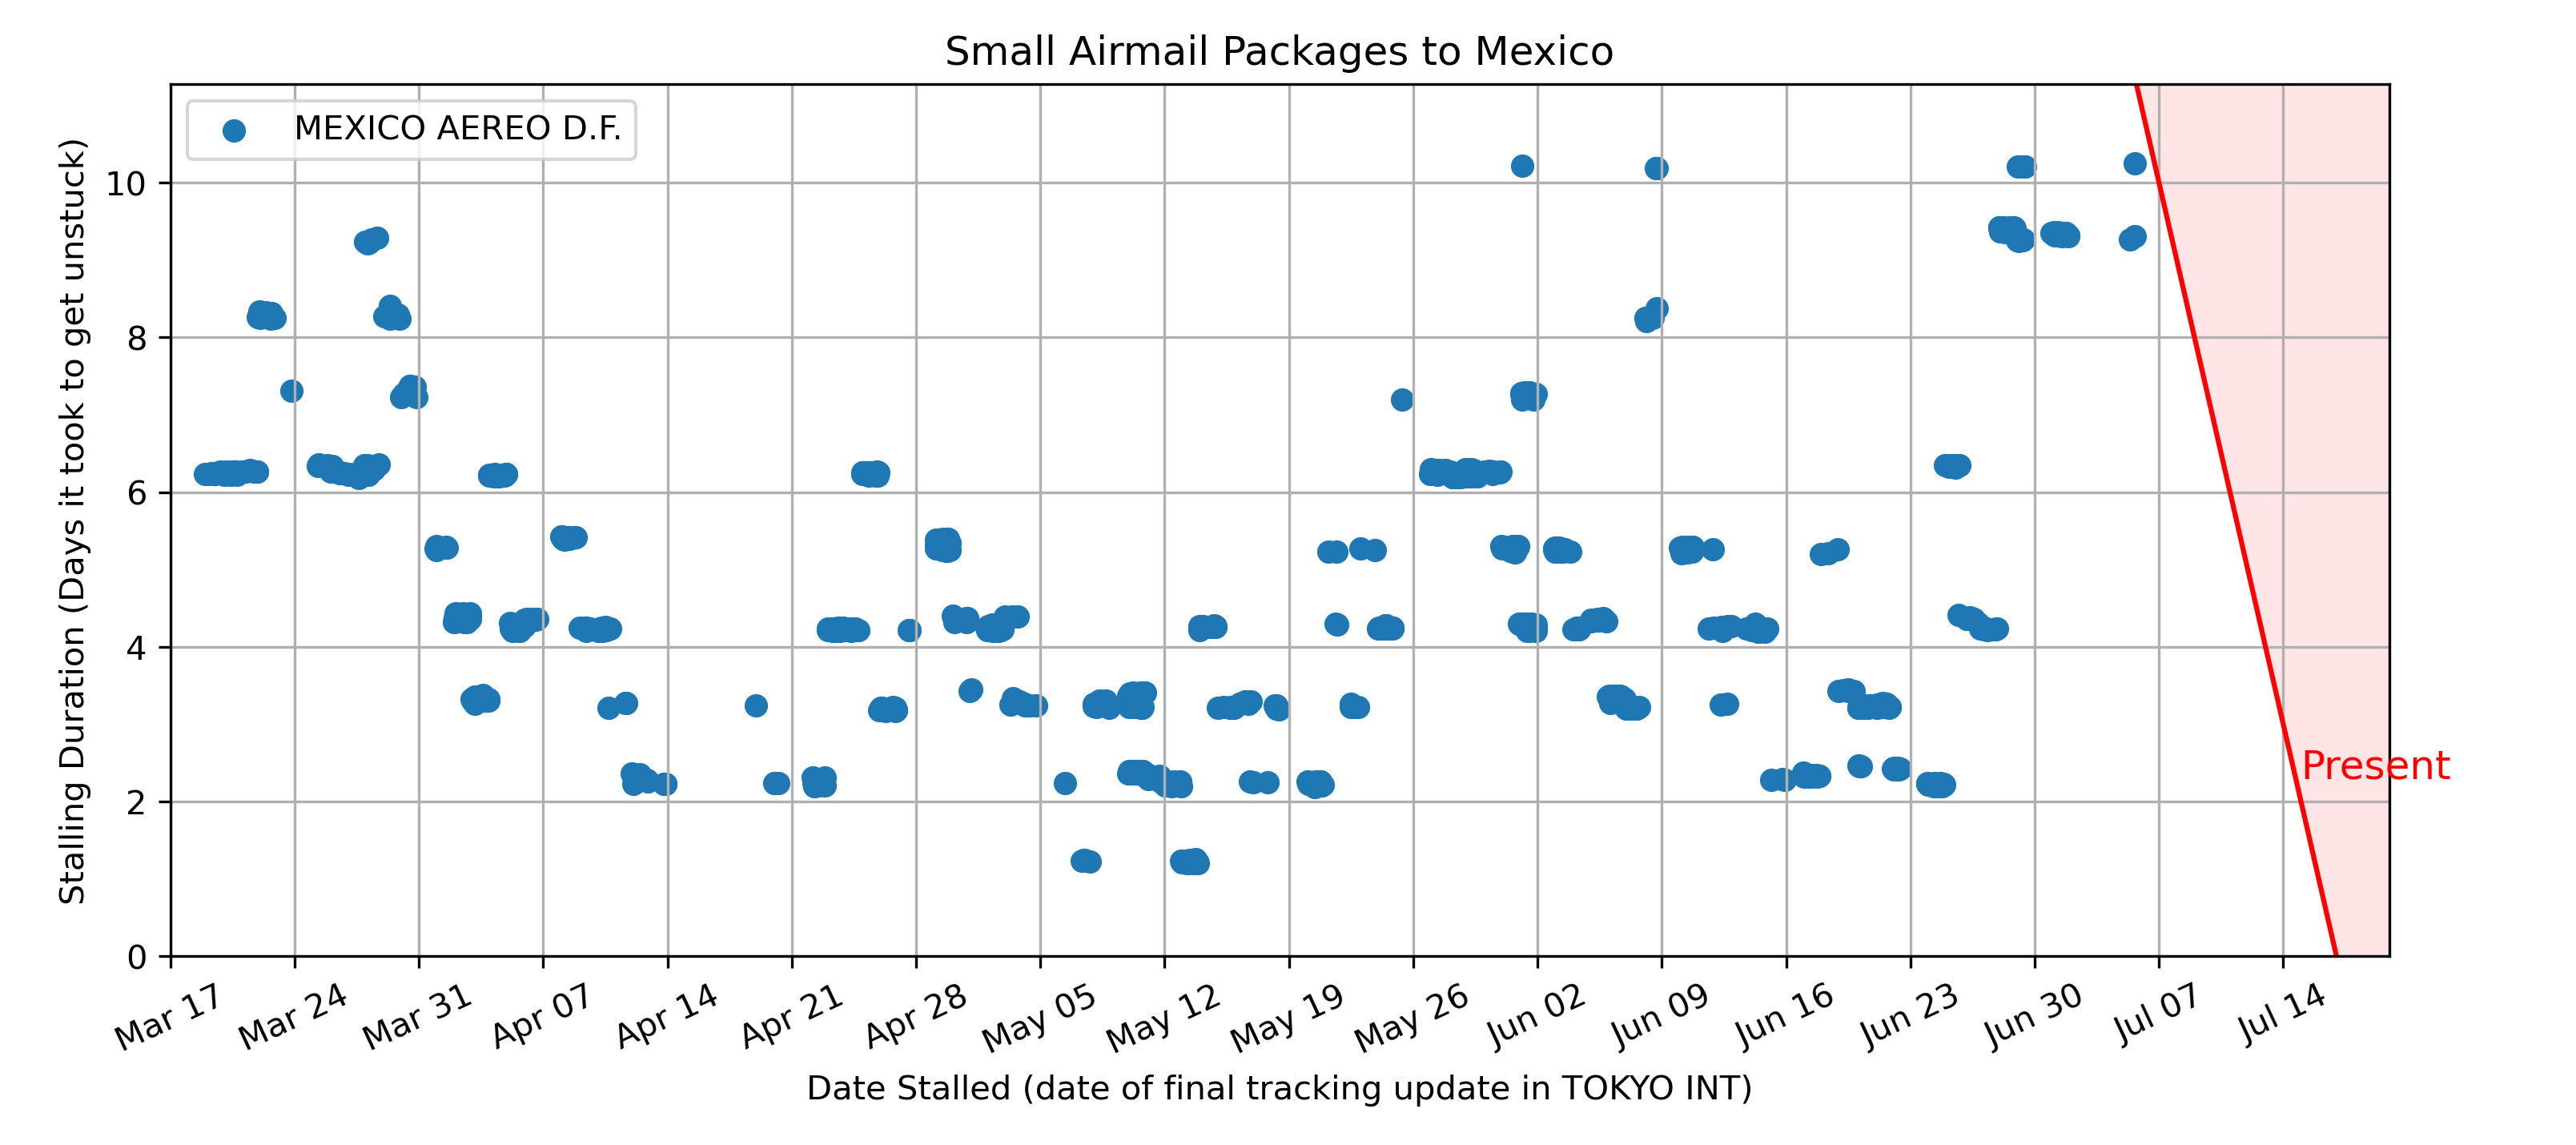 Small Airmail Packages to Mexico
MEXICO AEREO D.F.
Stalling Duration (Days it took to get unstuck)
10
8
6
4
2
0
Present
Mar 17
Mar 24
Mar 31
Apr 07
Apr 14
Apr 21
Apr 28
May 05
May 12
May 19
May 26
Jun 02
Jun 09
Jun 16
Jun 23
Jun 30
Jul 07
Jul 14
Date Stalled (date of final tracking update in TOKYO INT)